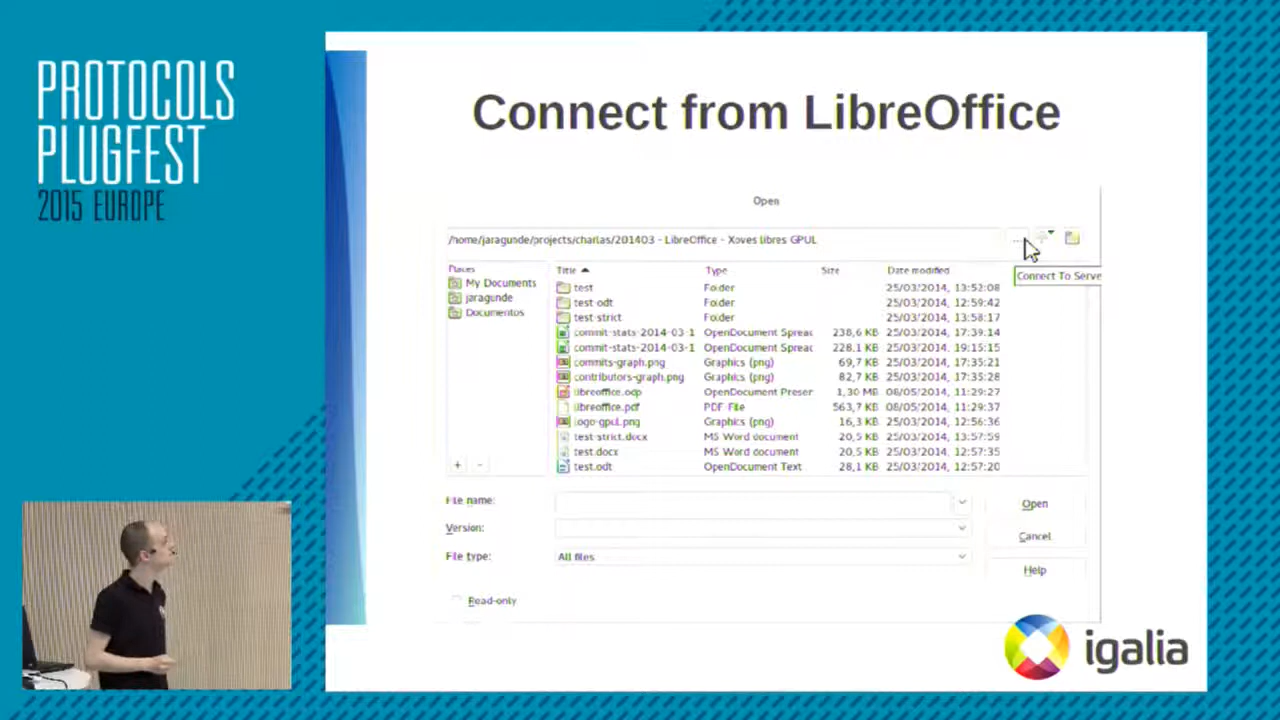 PROTOCOLS
PLUGFEST
2015 EUROPE
Connect from LibreOffice
Open
/home/jaragunde/projects/charlas/201403 - LibreOffice - Xoves libres GPUL
...
Connect To Serve
Places
My Documents
jaragunde
Documentos
+ -
Title Type Size Date modified
test Folder 25/03/2014, 13:52:08
test-odt Folder 25/03/2014, 12:59:42
test-strict Folder 25/03/2014, 13:58:17
commit-stats-2014-03-1 OpenDocument Spreac 238,6 KB 25/03/2014, 17:39:14
commit-stats-2014-03-1 OpenDocument Spreac 228,1 KB 25/03/2014, 19:15:15
commits-graph.png Graphics (png) 69,7 KB 25/03/2014, 17:35:21
contributors-graph.png Graphics (png) 82,7 KB 25/03/2014, 17:35:28
libreoffice.odp OpenDocument Preser 1,30 MB 08/05/2014, 11:29:27
libreoffice.pdf PDF File 563,7 KB 08/05/2014, 11:29:37
logo-gpul.png Graphics (png) 16,3 KB 25/03/2014, 12:56:36
test-strict.docx MS Word document 20,5 KB 25/03/2014, 13:57:59
test.docx MS Word document 20,5 KB 25/03/2014, 12:57:35
test.odt OpenDocument Text 28,1 KB 25/03/2014, 12:57:20
File name:
Version:
File type: All files
Read-only
Open
Cancel
Help
igalia